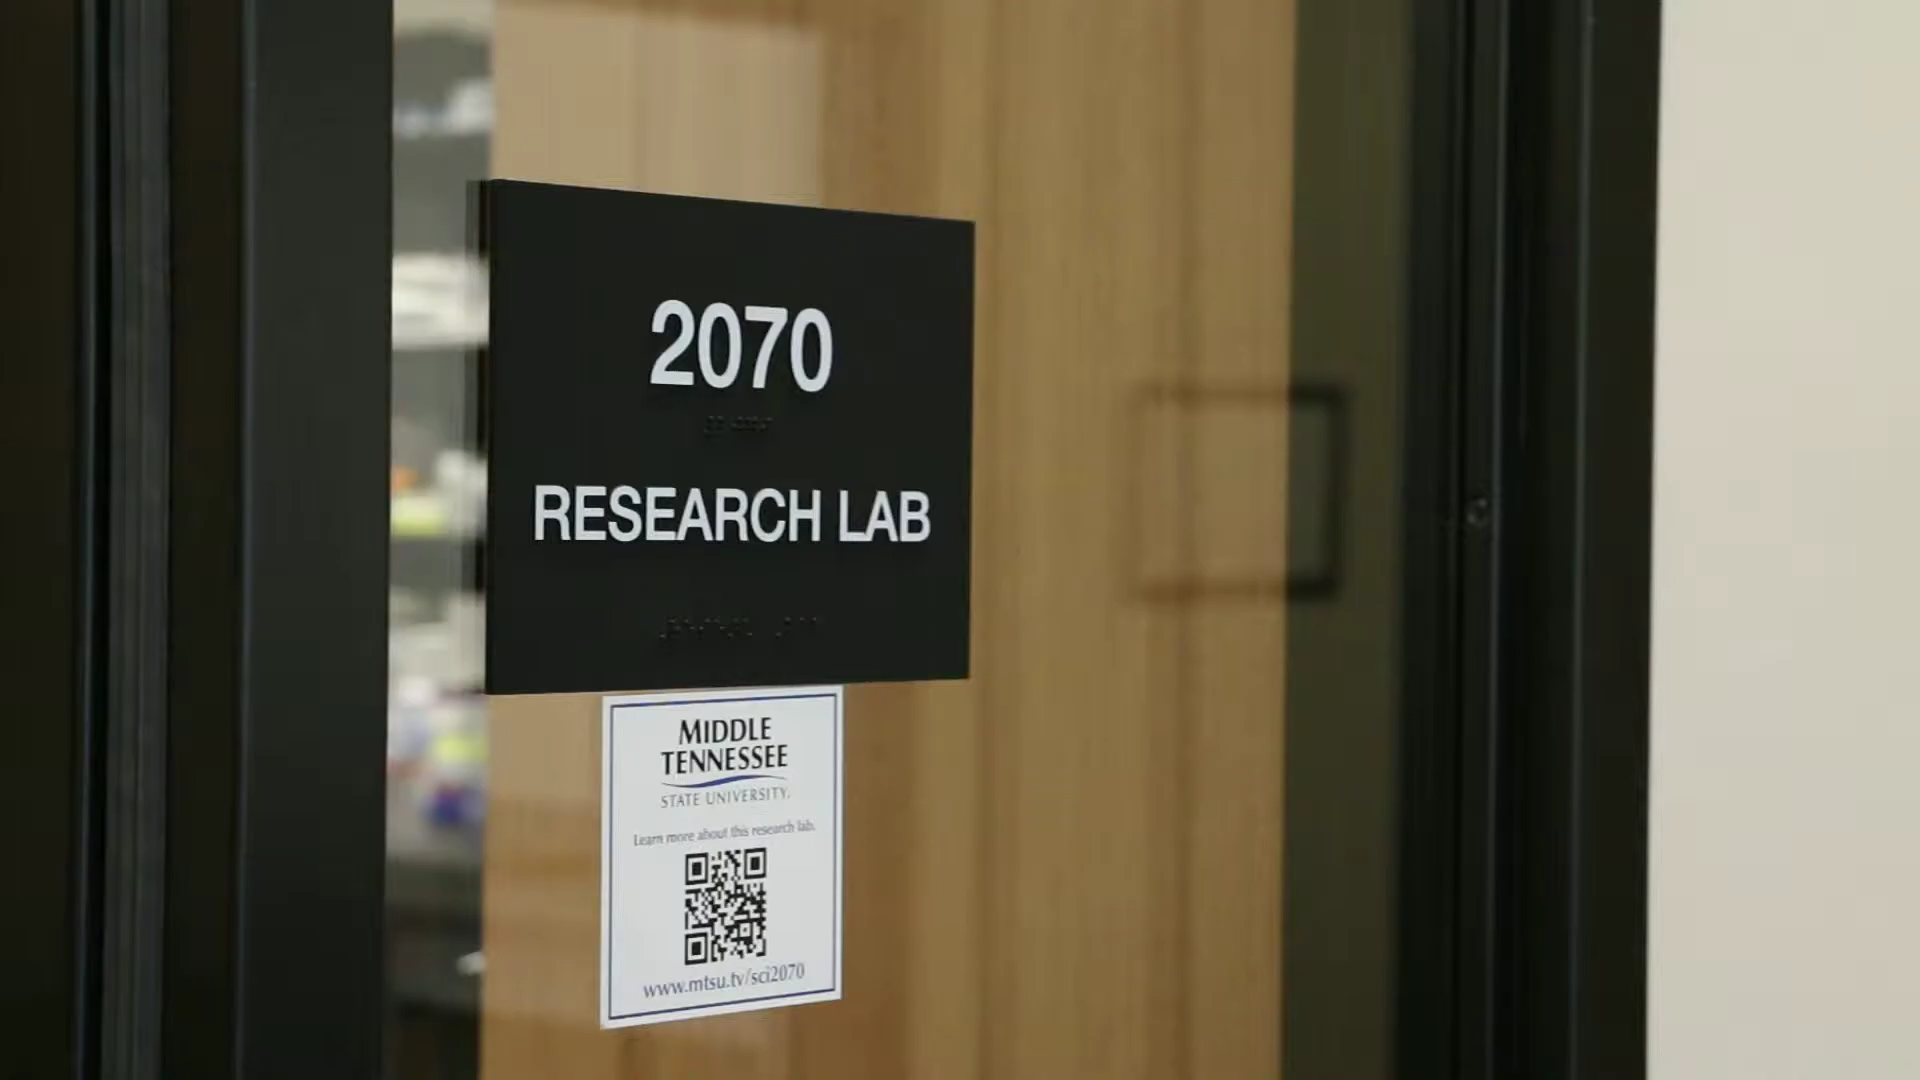 2070
RESEARCH LAB
MIDDLE
TENNESSEE
STATE UNIVERSITY.
Learn more about this research lab.
www.mtsu.tv/sci2070